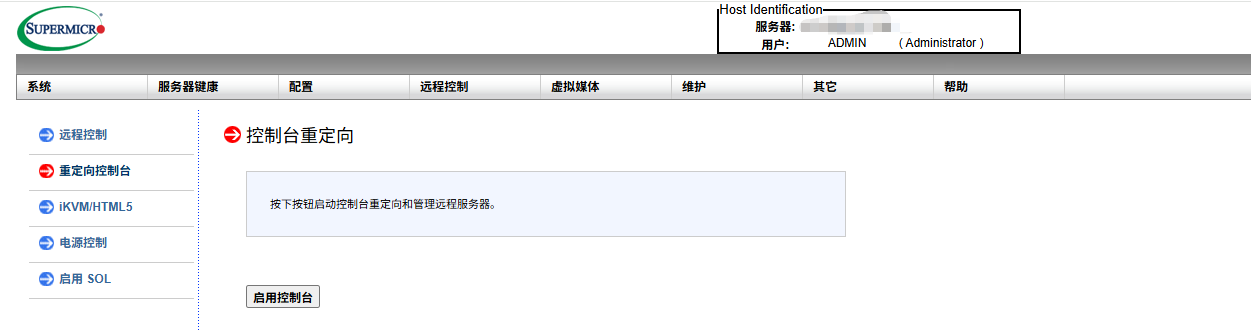 SUPERMICRO
Host Identification
服务器:
用户: ADMIN ( Administrator )
系统 服务器健康 配置 远程控制 虚拟媒体 维护 其它 帮助
远程控制
重定向控制台
iKVM/HTML5
电源控制
启用 SOL
控制台重定向
按下按钮启动控制台重定向和管理远程服务器。
启用控制台